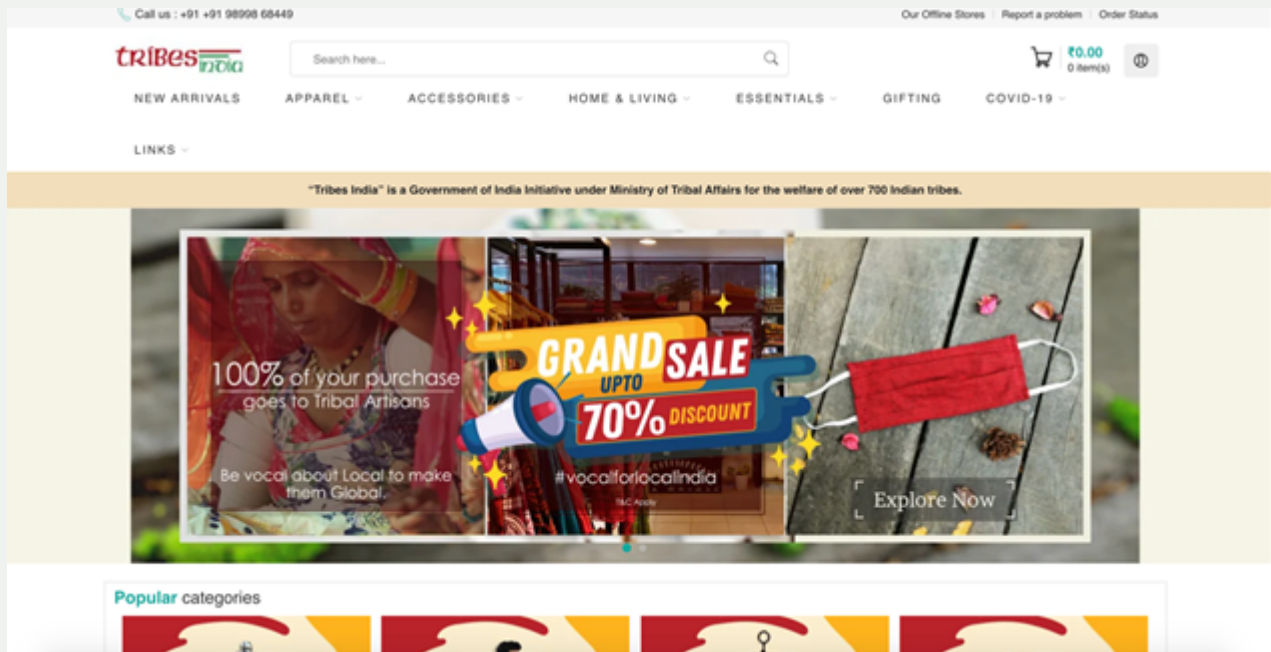 Call us : +91 +91 98998 68449
Our Offline Stores
Report a problem
Order Status
TRIBES India
Search here...
₹0.00
0 item(s)
NEW ARRIVALS
APPAREL
ACCESSORIES
HOME & LIVING
ESSENTIALS
GIFTING
COVID-19
LINKS
"Tribes India" is a Government of India Initiative under Ministry of Tribal Affairs for the welfare of over 700 Indian tribes.
100% of your purchase
goes to Tribal Artisans
Be vocal about Local to make
them Global.
GRAND SALE
UPTO
70% DISCOUNT
#vocalforlocalindia
T&C Apply
Explore Now
Popular categories